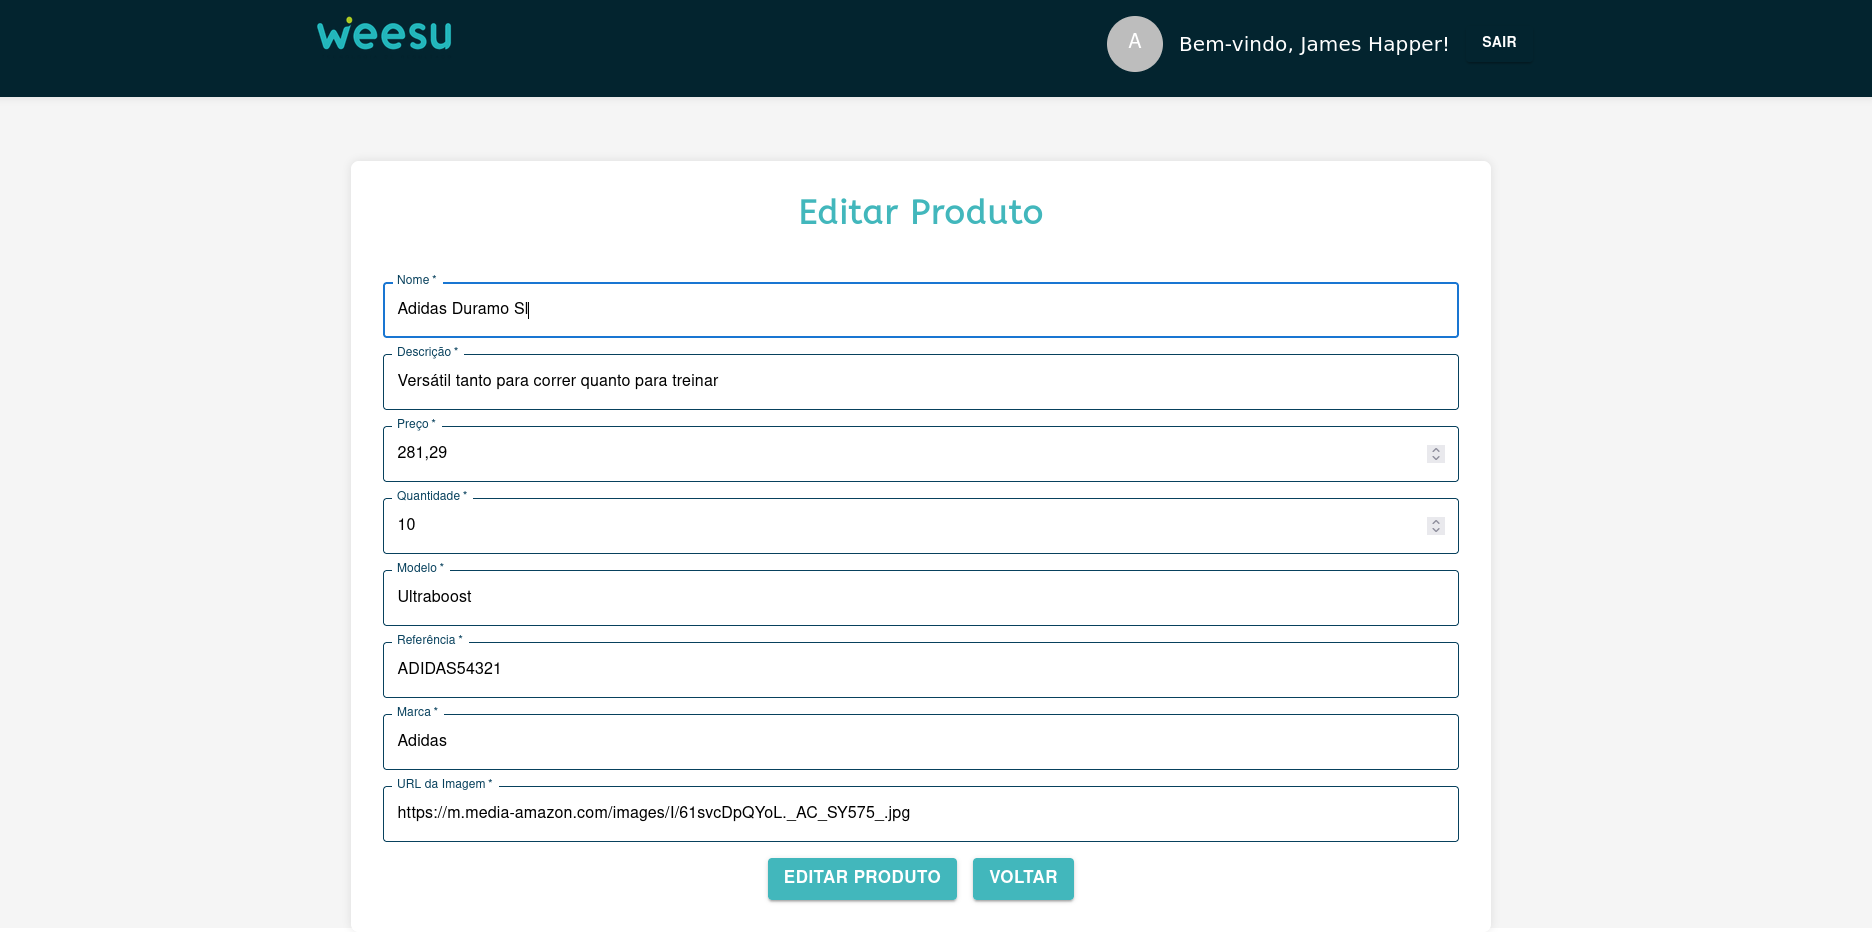 weesu
A
Bem-vindo, James Happer!
SAIR
Editar Produto
Nome *
Adidas Duramo Sl
Descrição *
Versátil tanto para correr quanto para treinar
Preço *
281,29
Quantidade *
10
Modelo *
Ultraboost
Referência *
ADIDAS54321
Marca *
Adidas
URL da Imagem *
https://m.media-amazon.com/images/I/61svcDpQYoL._AC_SY575_.jpg
EDITAR PRODUTO
VOLTAR